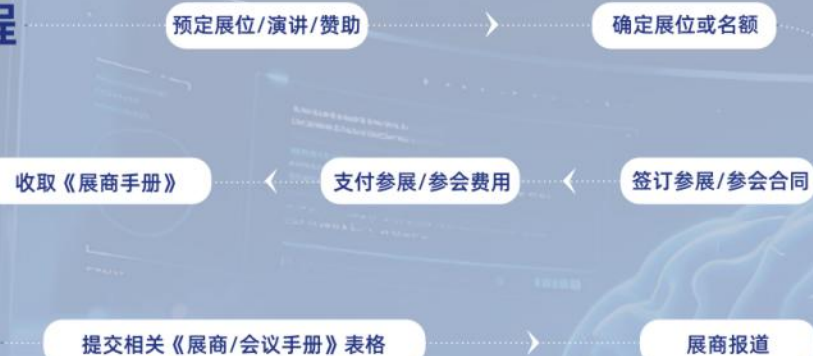 程
预定展位/演讲/赞助
确定展位或名额
收取《展商手册》
支付参展/参会费用
签订参展/参会合同
提交相关《展商/会议手册》表格
展商报道